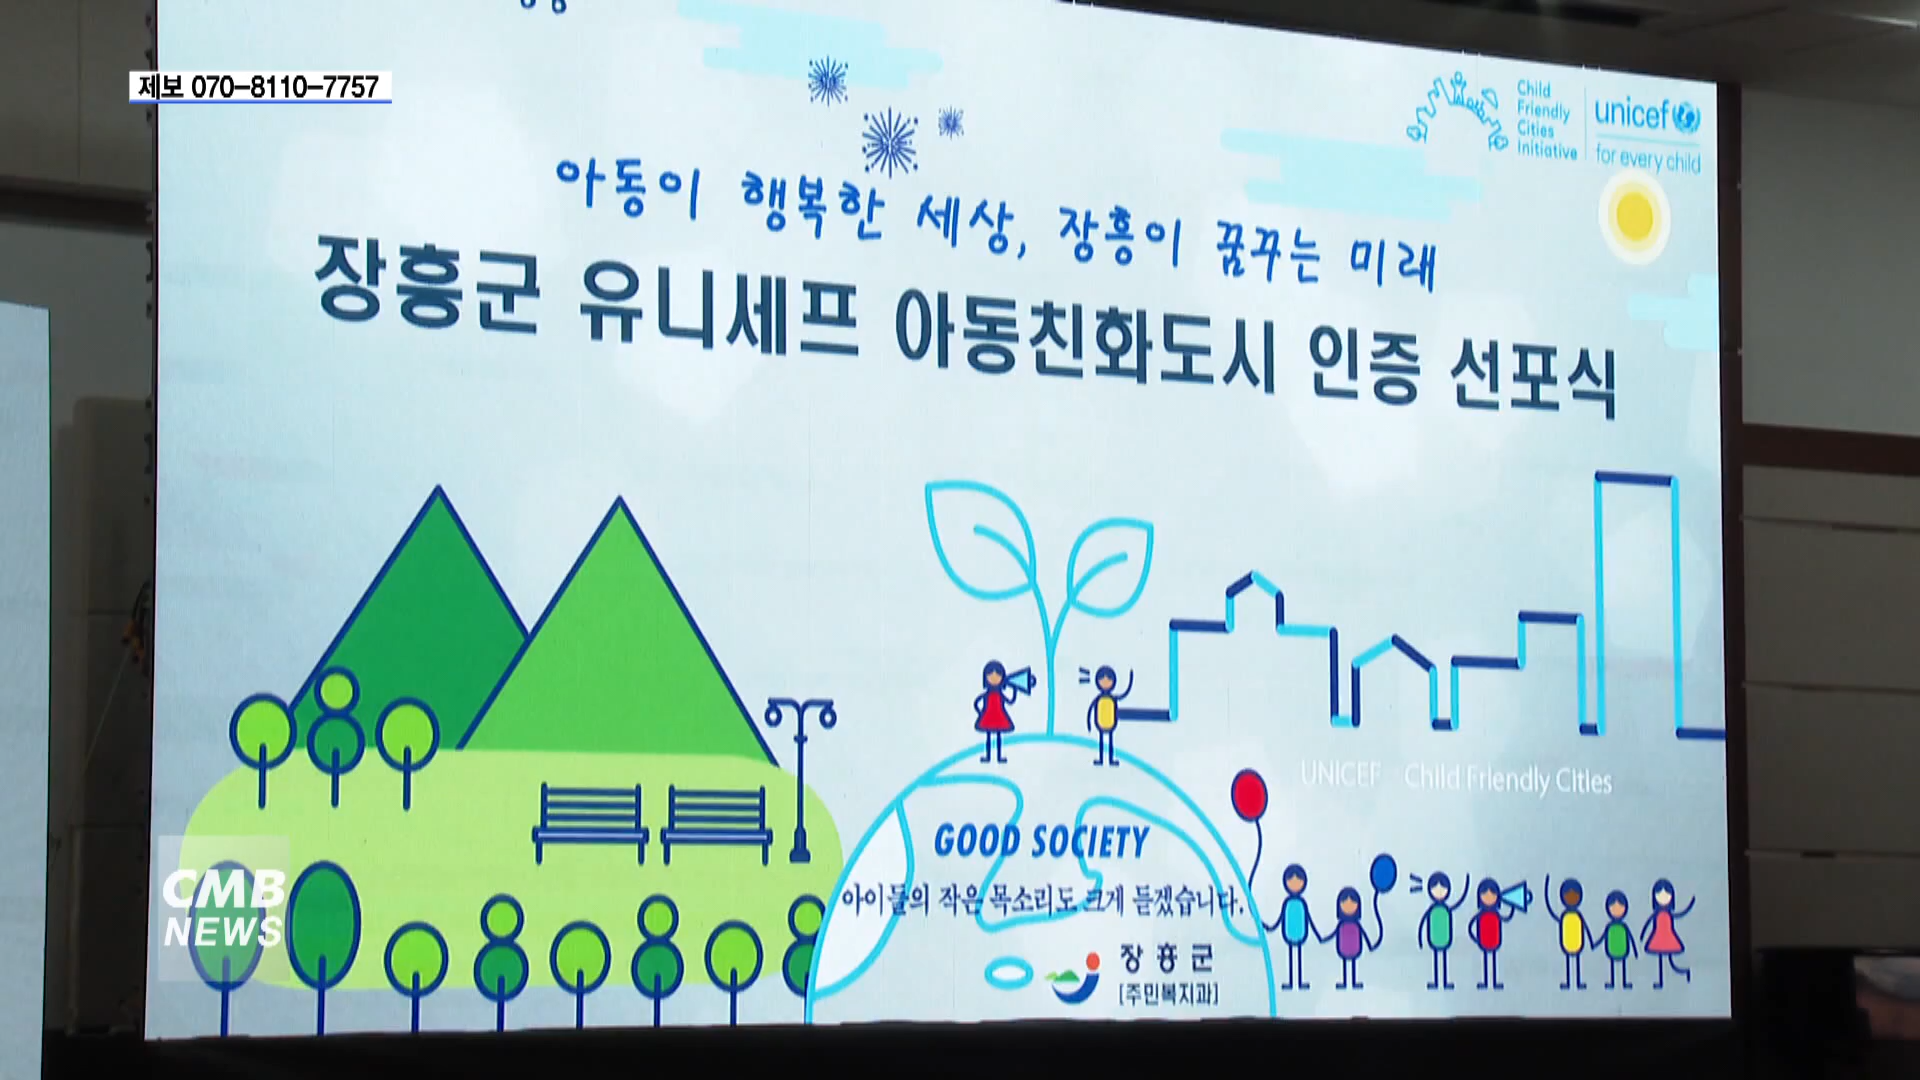 제보 070-8110-7757
Child
Friendly
Cities
Initiative
unicef
for every child
아동이 행복한 세상, 장흥이 꿈꾸는 미래
장흥군 유니세프 아동친화도시 인증 선포식
UNICEF Child Friendly Cities
GOOD SOCIETY
아이들의 작은 목소리도 크게 듣겠습니다.
장흥군
[주민복지과]
CMB
NEWS